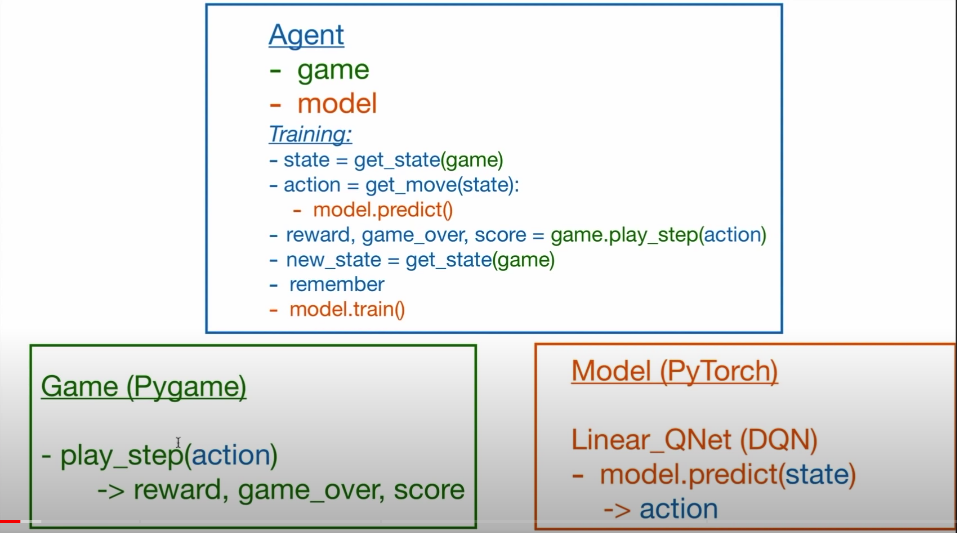 Agent
- game
- model
Training:
- state = get_state(game)
- action = get_move(state):
- model.predict()
- reward, game_over, score = game.play_step(action)
- new_state = get_state(game)
- remember
- model.train()
Game (Pygame)
- play_step(action)
-> reward, game_over, score
Model (PyTorch)
Linear_QNet (DQN)
- model.predict(state)
-> action